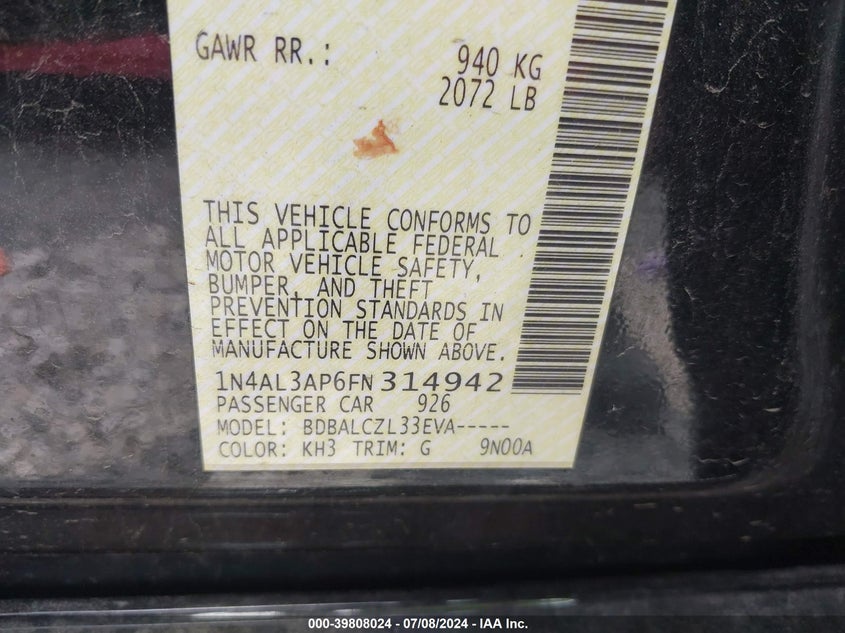 GAWR RR.: 940 KG
2072 LB
THIS VEHICLE CONFORMS TO
ALL APPLICABLE FEDERAL
MOTOR VEHICLE SAFETY,
BUMPER, AND THEFT
PREVENTION STANDARDS IN
EFFECT ON THE DATE OF
MANUFACTURE SHOWN ABOVE.
1N4AL3AP6FN314942
PASSENGER CAR 926
MODEL: BDBALCZL33EVA-----
COLOR: KH3 TRIM: G 9N00A
000-39808024 - 07/08/2024 - IAA Inc.